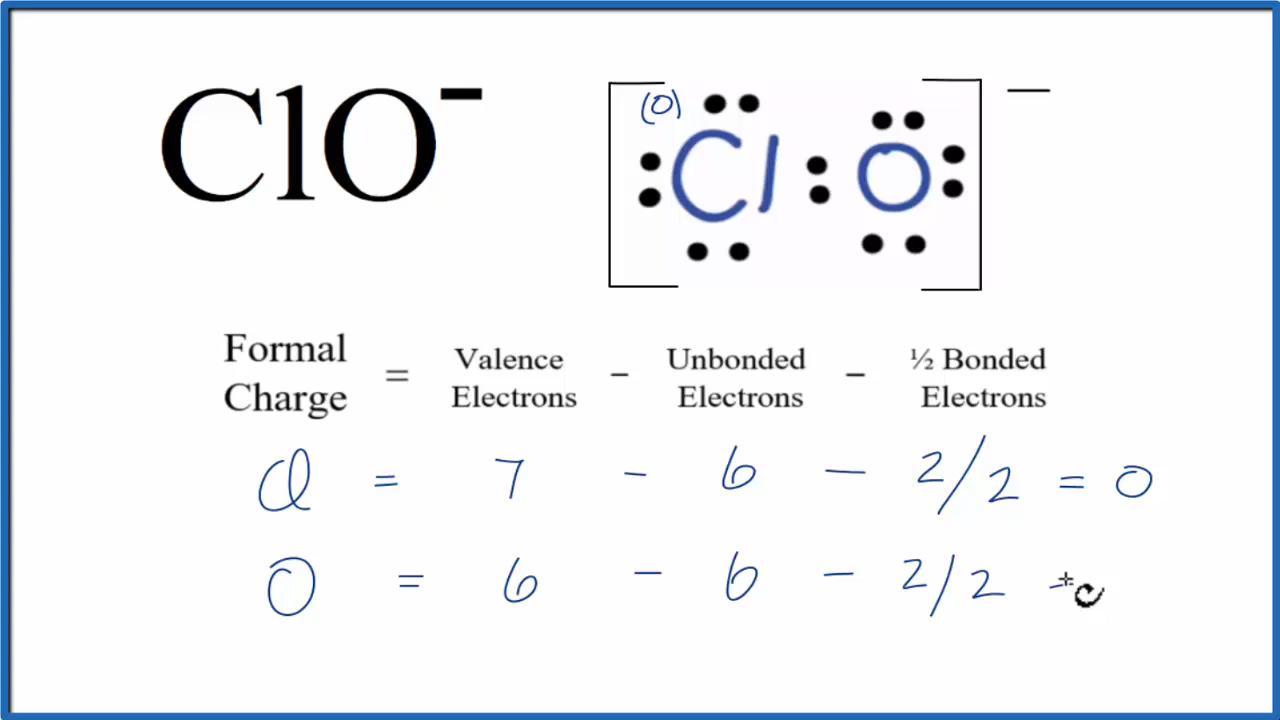 ClO⁻
[ (0) :Cl : O: ]⁻
Formal Charge = Valence Electrons - Unbonded Electrons - ½ Bonded Electrons
Cl = 7 - 6 - 2/2 = 0
O = 6 - 6 - 2/2